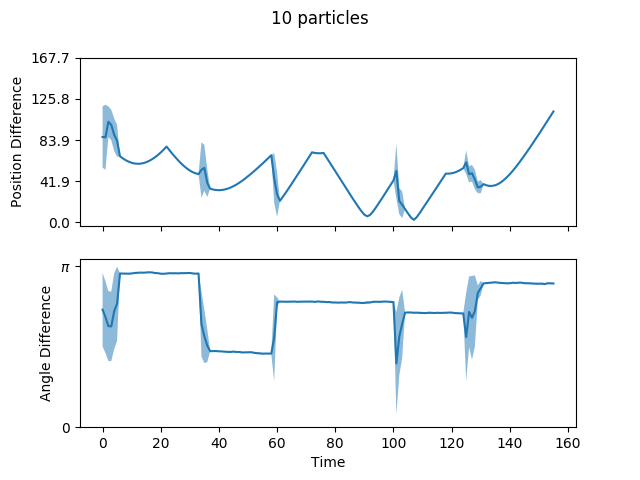 10 particles
167.7
125.8
83.9
41.9
0.0
Position Difference
π
0
Angle Difference
0 20 40 60 80 100 120 140 160
Time